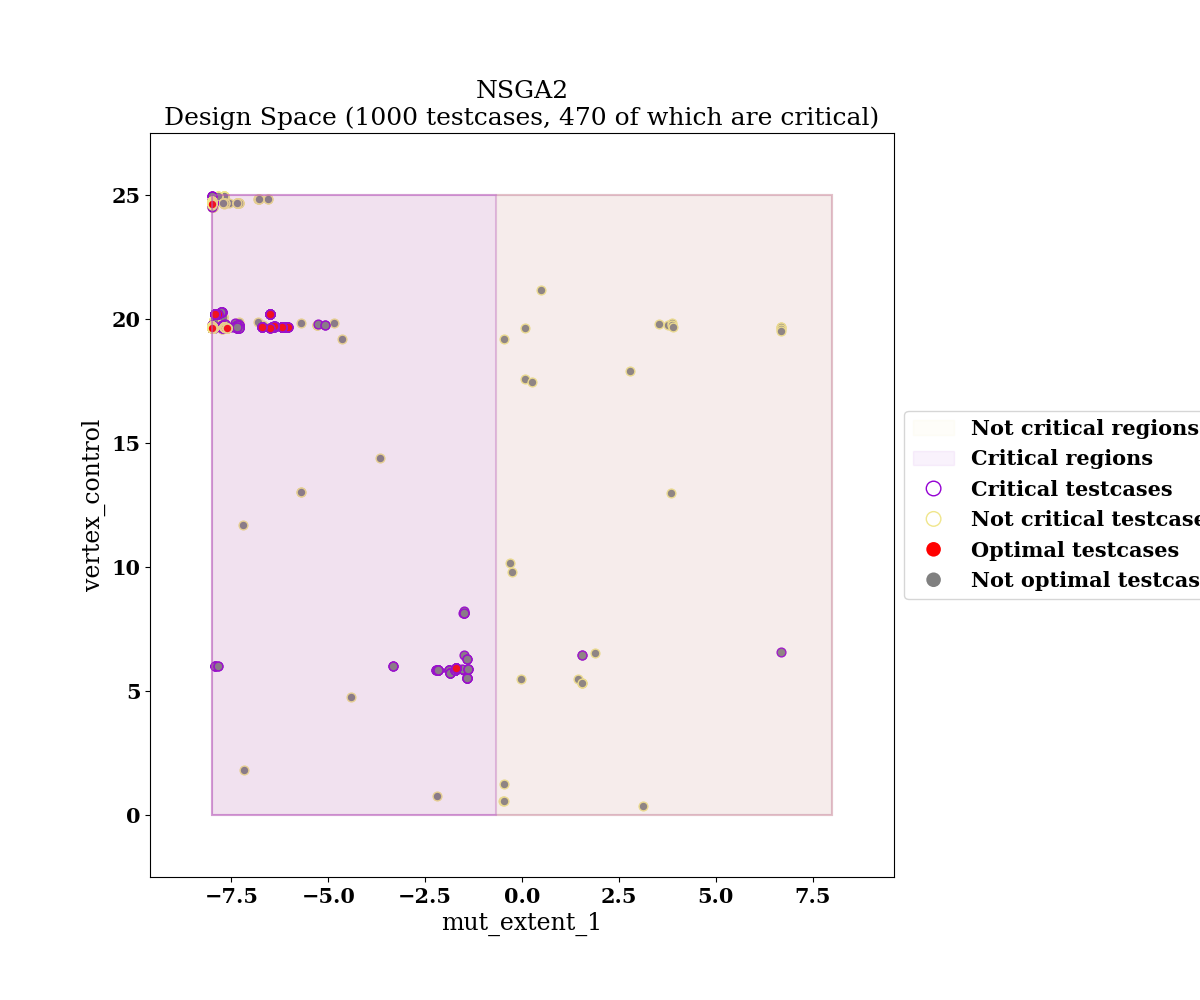 NSGA2
Design Space (1000 testcases, 470 of which are critical)
25
20
15
10
5
0
vertex_control
−7.5
−5.0
−2.5
0.0
2.5
5.0
7.5
mut_extent_1
Not critical regions
Critical regions
Critical testcases
Not critical testcase
Optimal testcases
Not optimal testcas